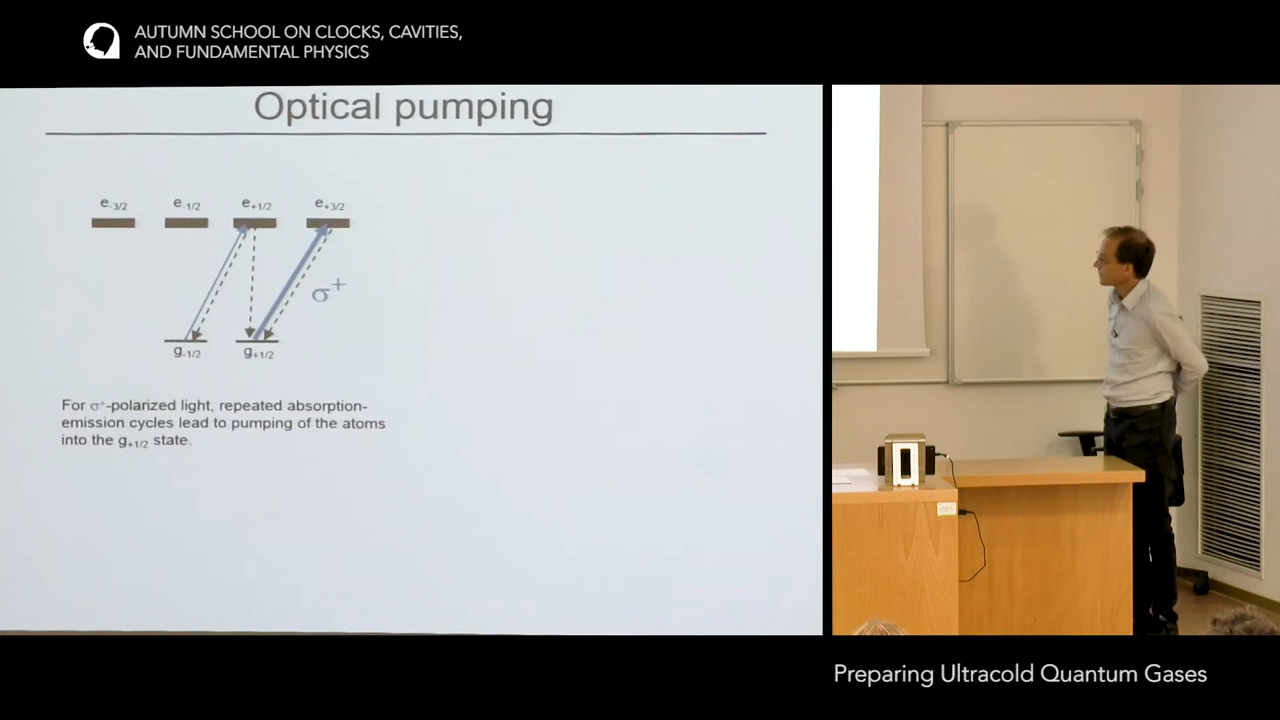 AUTUMN SCHOOL ON CLOCKS, CAVITIES,
AND FUNDAMENTAL PHYSICS
Optical pumping
e-3/2 e-1/2 e+1/2 e+3/2
σ+
g-1/2 g+1/2
For σ+-polarized light, repeated absorption-
emission cycles lead to pumping of the atoms
into the g+1/2 state.
Preparing Ultracold Quantum Gases